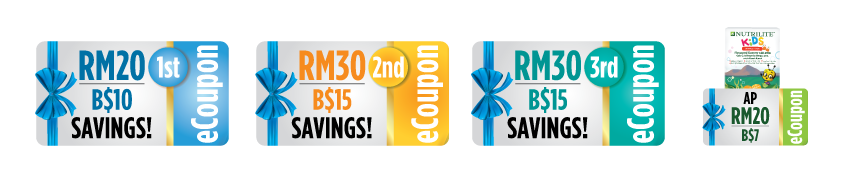 RM20 1st
B$10
SAVINGS!
eCoupon
RM30 2nd
B$15
SAVINGS!
eCoupon
RM30 3rd
B$15
SAVINGS!
eCoupon
NUTRILITE
KiDS
AP
RM20
B$7
eCoupon